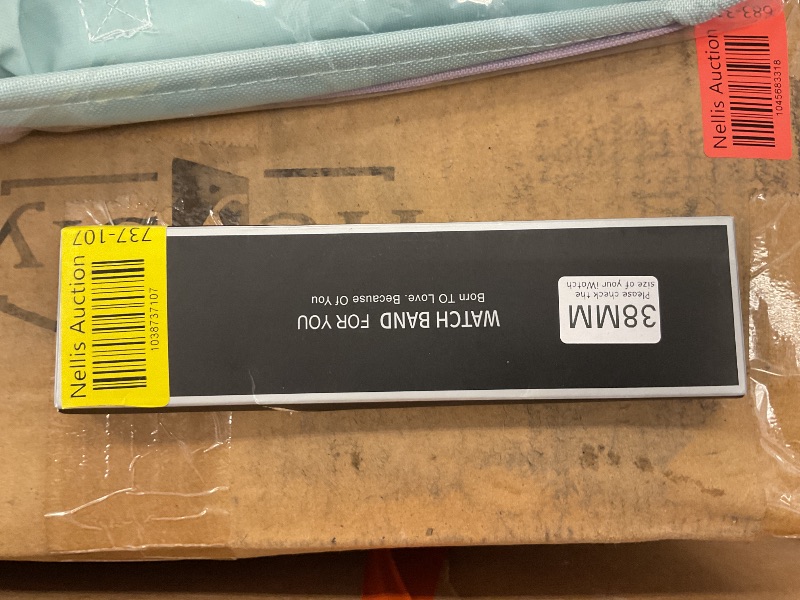 WATCH BAND FOR YOU
Born TO Love. Because Of You
38MM
Please check the
size of your iWatch
737-107
Nellis Auction
1038737107
Nellis Auction
1045683318